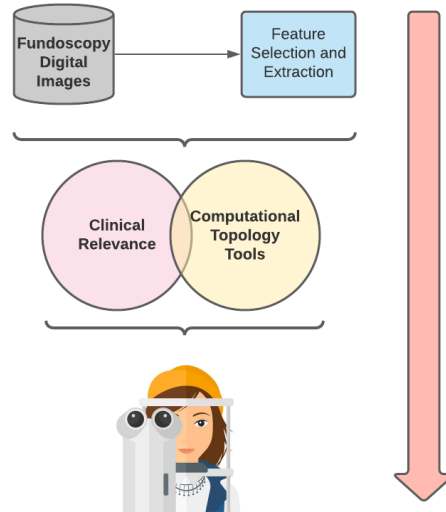 Fundoscopy
Digital
Images
Feature
Selection and
Extraction
Clinical
Relevance
Computational
Topology
Tools